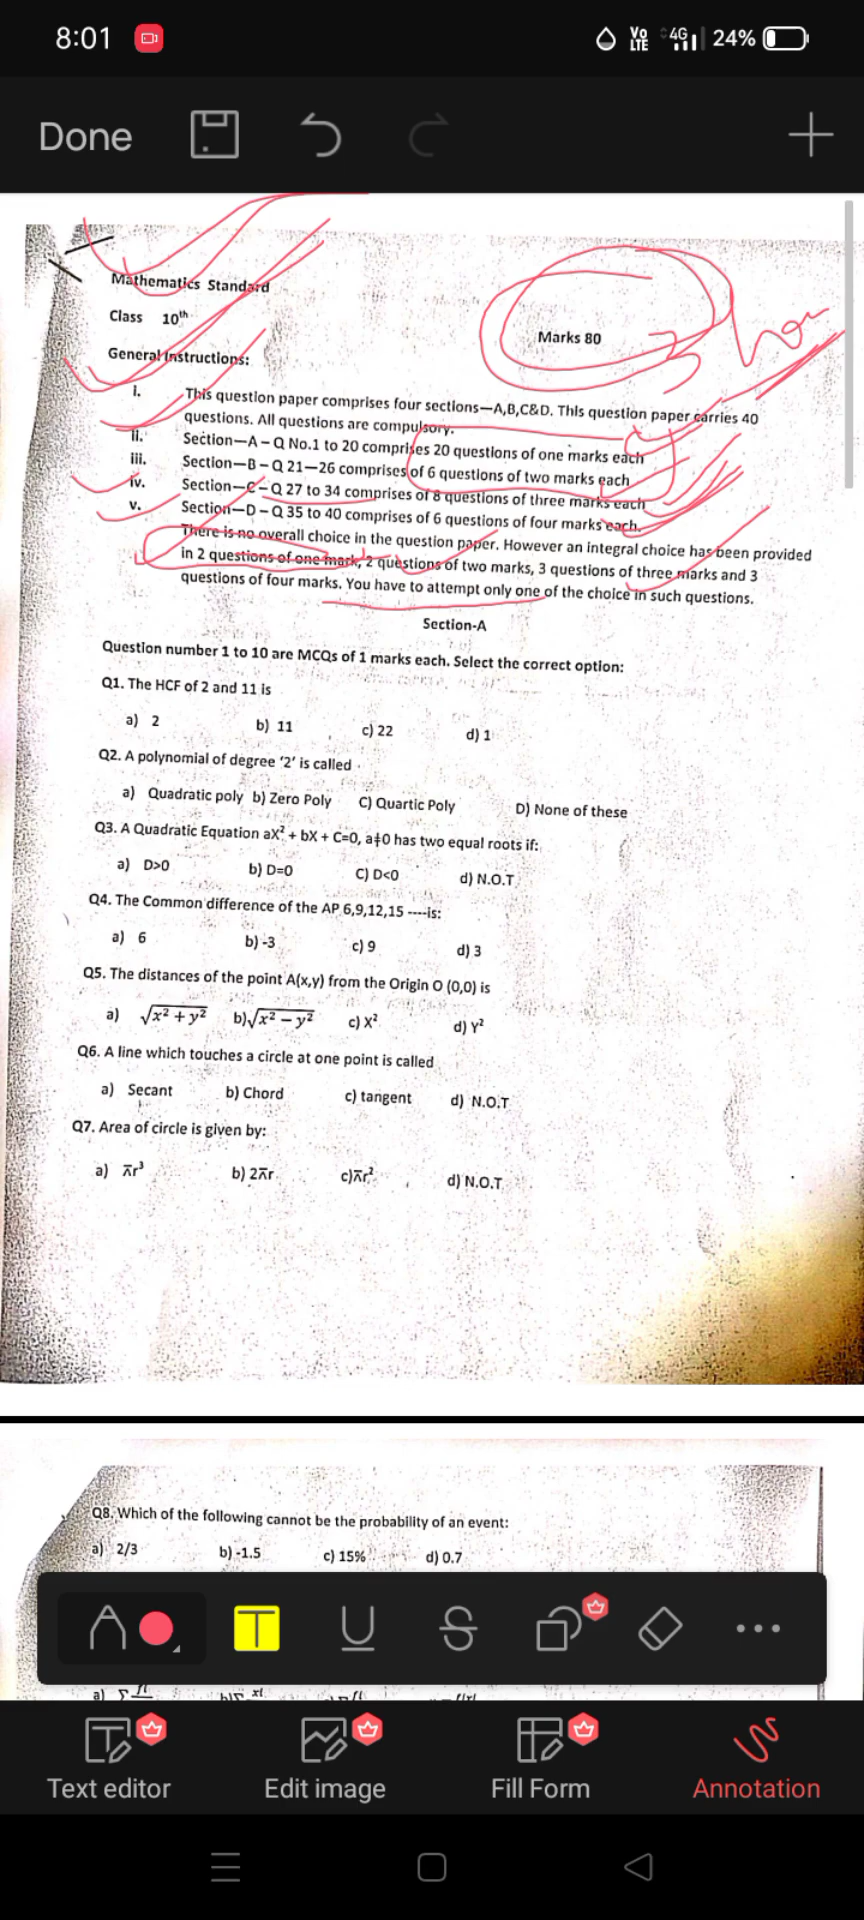 8:01
Vo LTE 4G 24%
Done
Mathematics Standard
Class 10th
Marks 80
3 hour
General Instructions:
i. This question paper comprises four sections—A,B,C&D. This question paper carries 40
questions. All questions are compulsory.
ii. Section—A – Q No.1 to 20 comprises 20 questions of one marks each
iii. Section—B – Q 21—26 comprises of 6 questions of two marks each
iv. Section—C – Q 27 to 34 comprises of 8 questions of three marks each
v. Section—D – Q 35 to 40 comprises of 6 questions of four marks each.
There is no overall choice in the question paper. However an integral choice has been provided
in 2 questions of one mark, 2 questions of two marks, 3 questions of three marks and 3
questions of four marks. You have to attempt only one of the choice in such questions.
Section-A
Question number 1 to 10 are MCQs of 1 marks each. Select the correct option:
Q1. The HCF of 2 and 11 is
a) 2 b) 11 c) 22 d) 1
Q2. A polynomial of degree ‘2’ is called
a) Quadratic poly b) Zero Poly C) Quartic Poly D) None of these
Q3. A Quadratic Equation aX² + bX + C=0, a≠0 has two equal roots if:
a) D>0 b) D=0 C) D<0 d) N.O.T
Q4. The Common difference of the AP 6,9,12,15 ----is:
a) 6 b) -3 c) 9 d) 3
Q5. The distances of the point A(x,y) from the Origin O (0,0) is
a) √x² + y² b)√x² − y² c) X² d) Y²
Q6. A line which touches a circle at one point is called
a) Secant b) Chord c) tangent d) N.O.T
Q7. Area of circle is given by:
a) πr³ b) 2πr c)πr² d) N.O.T
Q8. Which of the following cannot be the probability of an event:
a) 2/3 b) -1.5 c) 15% d) 0.7
Text editor Edit image Fill Form Annotation